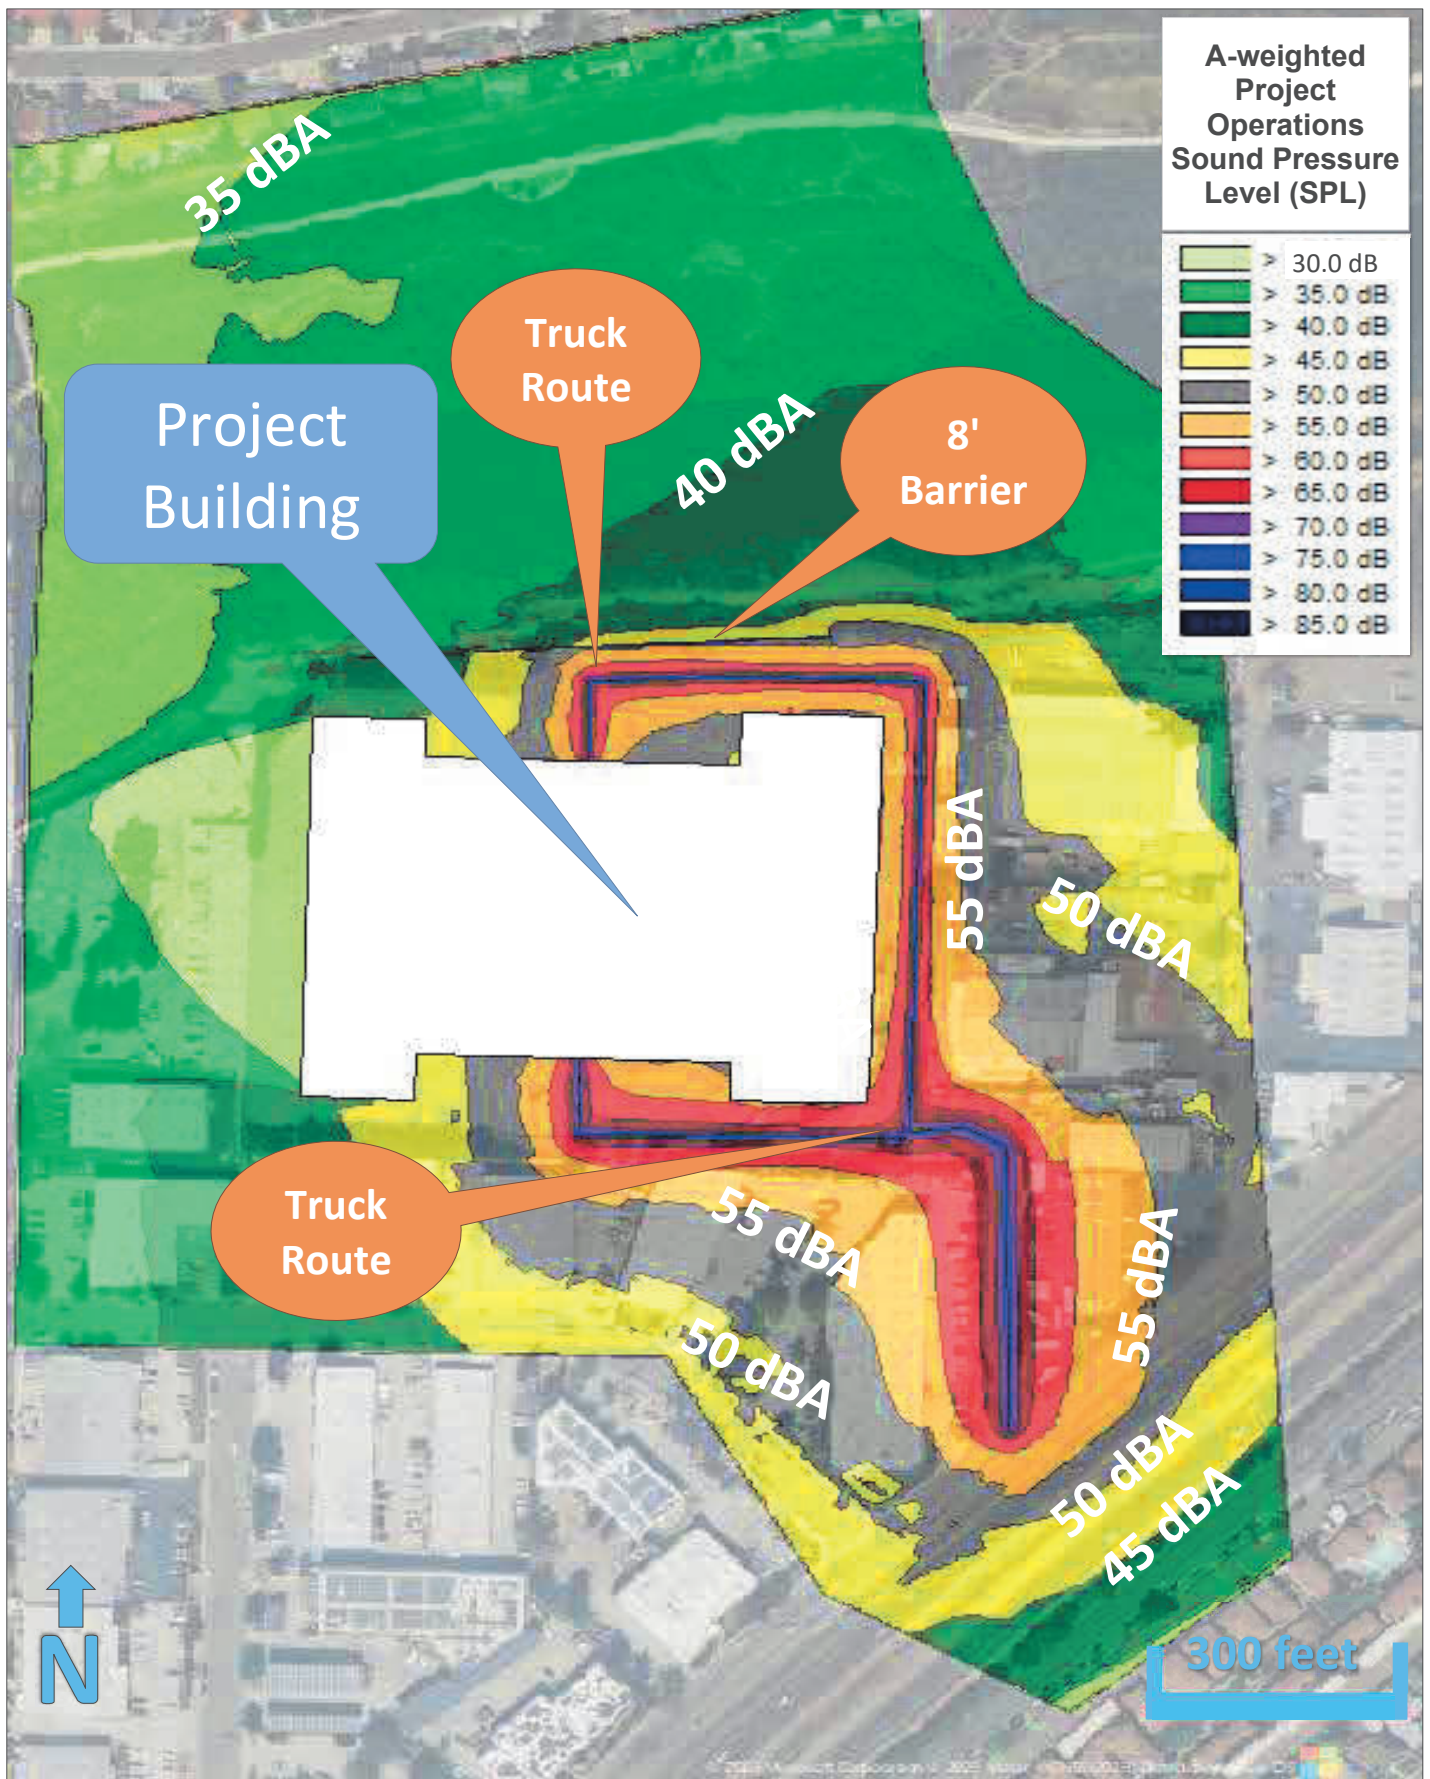 A-weighted
Project
Operations
Sound Pressure
Level (SPL)
> 30.0 dB
> 35.0 dB
> 40.0 dB
> 45.0 dB
> 50.0 dB
> 55.0 dB
> 60.0 dB
> 65.0 dB
> 70.0 dB
> 75.0 dB
> 80.0 dB
> 85.0 dB
35 dBA
Truck
Route
Project
Building
40 dBA
8'
Barrier
55 dBA
50 dBA
Truck
Route
55 dBA
55 dBA
50 dBA
50 dBA
45 dBA
N
300 feet
Microsoft Corporation